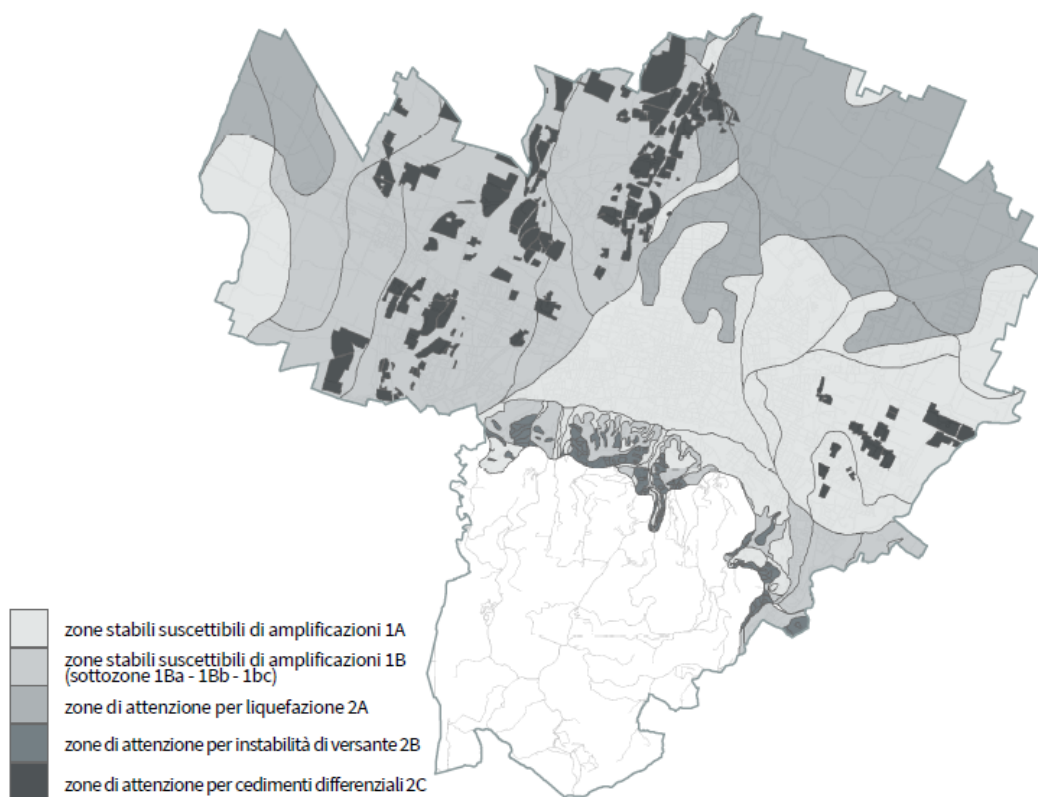 zone stabili suscettibili di amplificazioni 1A
zone stabili suscettibili di amplificazioni 1B
(sottozone 1Ba - 1Bb - 1bc)
zone di attenzione per liquefazione 2A
zone di attenzione per instabilità di versante 2B
zone di attenzione per cedimenti differenziali 2C